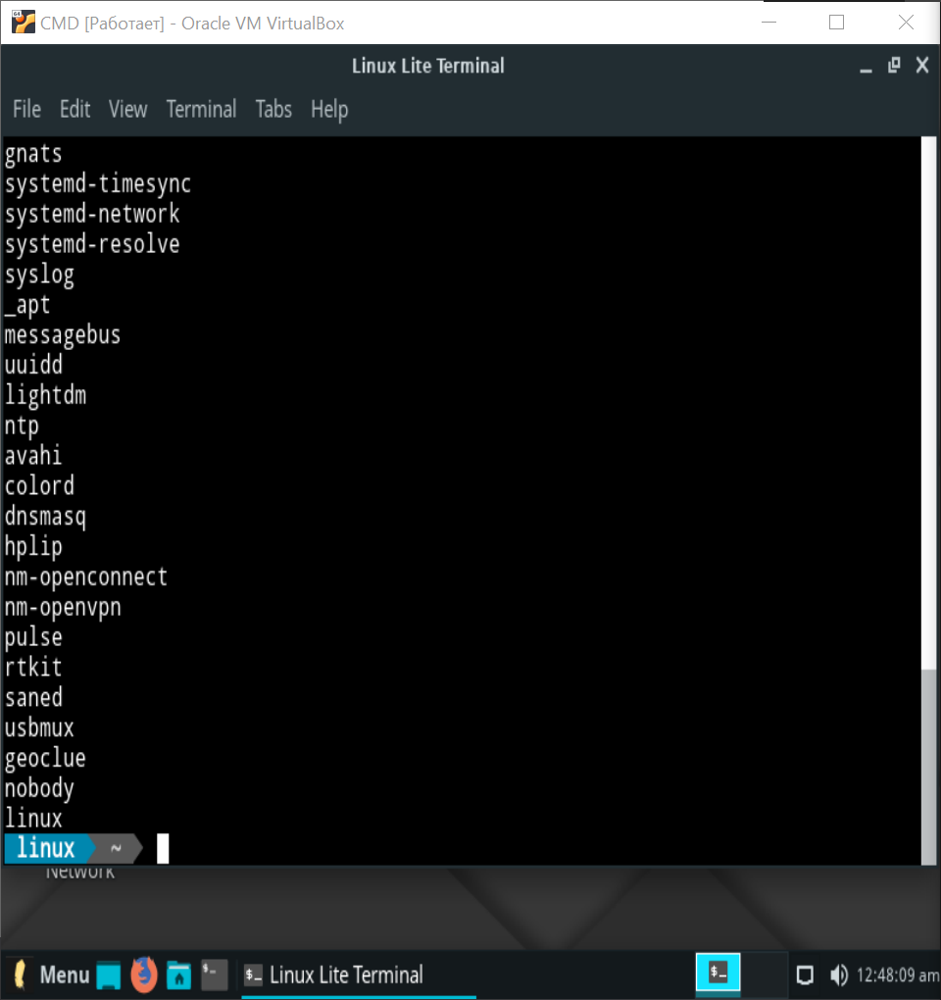 CMD [Работает] - Oracle VM VirtualBox
Linux Lite Terminal
File Edit View Terminal Tabs Help
gnats
systemd-timesync
systemd-network
systemd-resolve
syslog
_apt
messagebus
uuidd
lightdm
ntp
avahi
colord
dnsmasq
hplip
nm-openconnect
nm-openvpn
pulse
rtkit
saned
usbmux
geoclue
nobody
linux
linux ~
Network
Menu $_ Linux Lite Terminal $_ 12:48:09 am